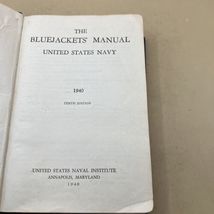 THE
BLUEJACKETS' MANUAL
UNITED STATES NAVY
1940
TENTH EDITION
UNITED STATES NAVAL INSTITUTE
ANNAPOLIS, MARYLAND
1940